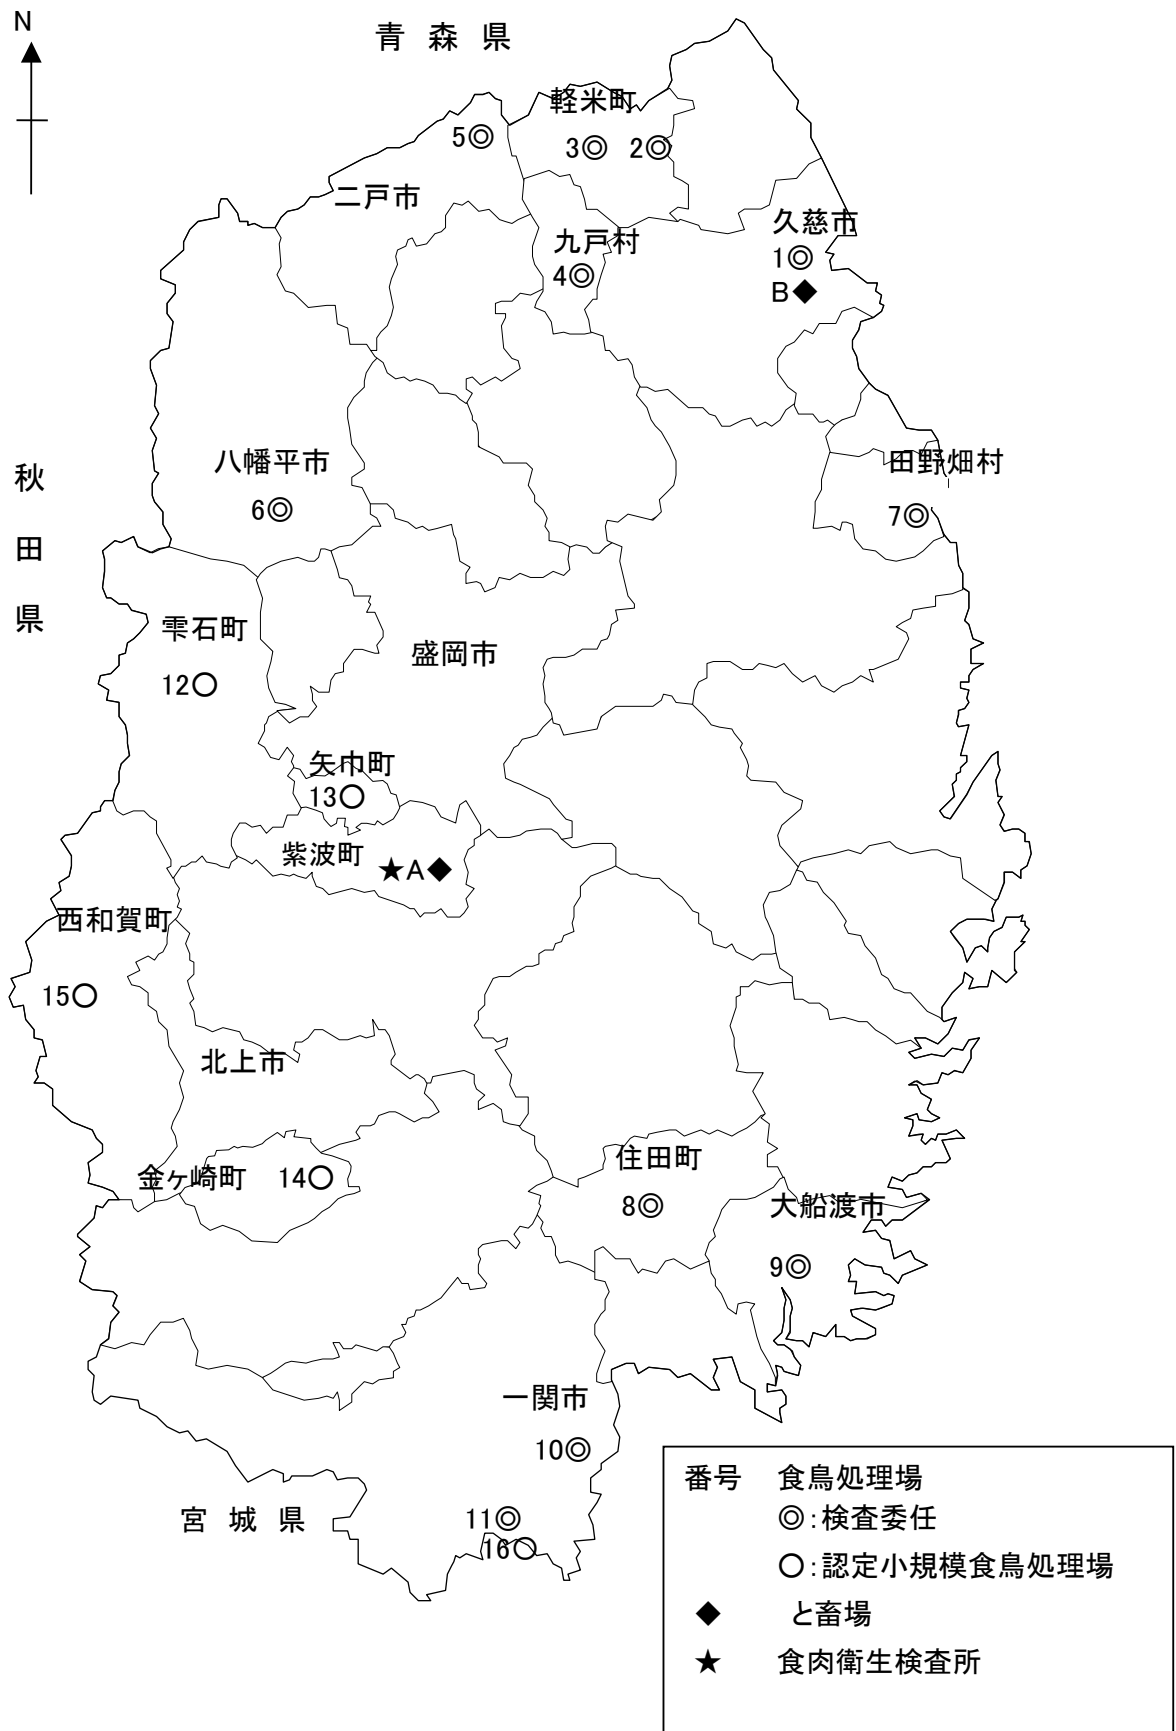 N
青 森 県
軽米町
5◎
3◎ 2◎
二戸市
久慈市
九戸村
1◎
4◎
B◆
秋
田
県
八幡平市
田野畑村
6◎
7◎
雫石町
盛岡市
12○
矢巾町
13○
紫波町
★A◆
西和賀町
15○
北上市
金ヶ崎町 14○
住田町
8◎
大船渡市
9◎
一関市
10◎
宮 城 県
11◎
16○
番号 食鳥処理場
◎:検査委任
○:認定小規模食鳥処理場
◆ と畜場
★ 食肉衛生検査所